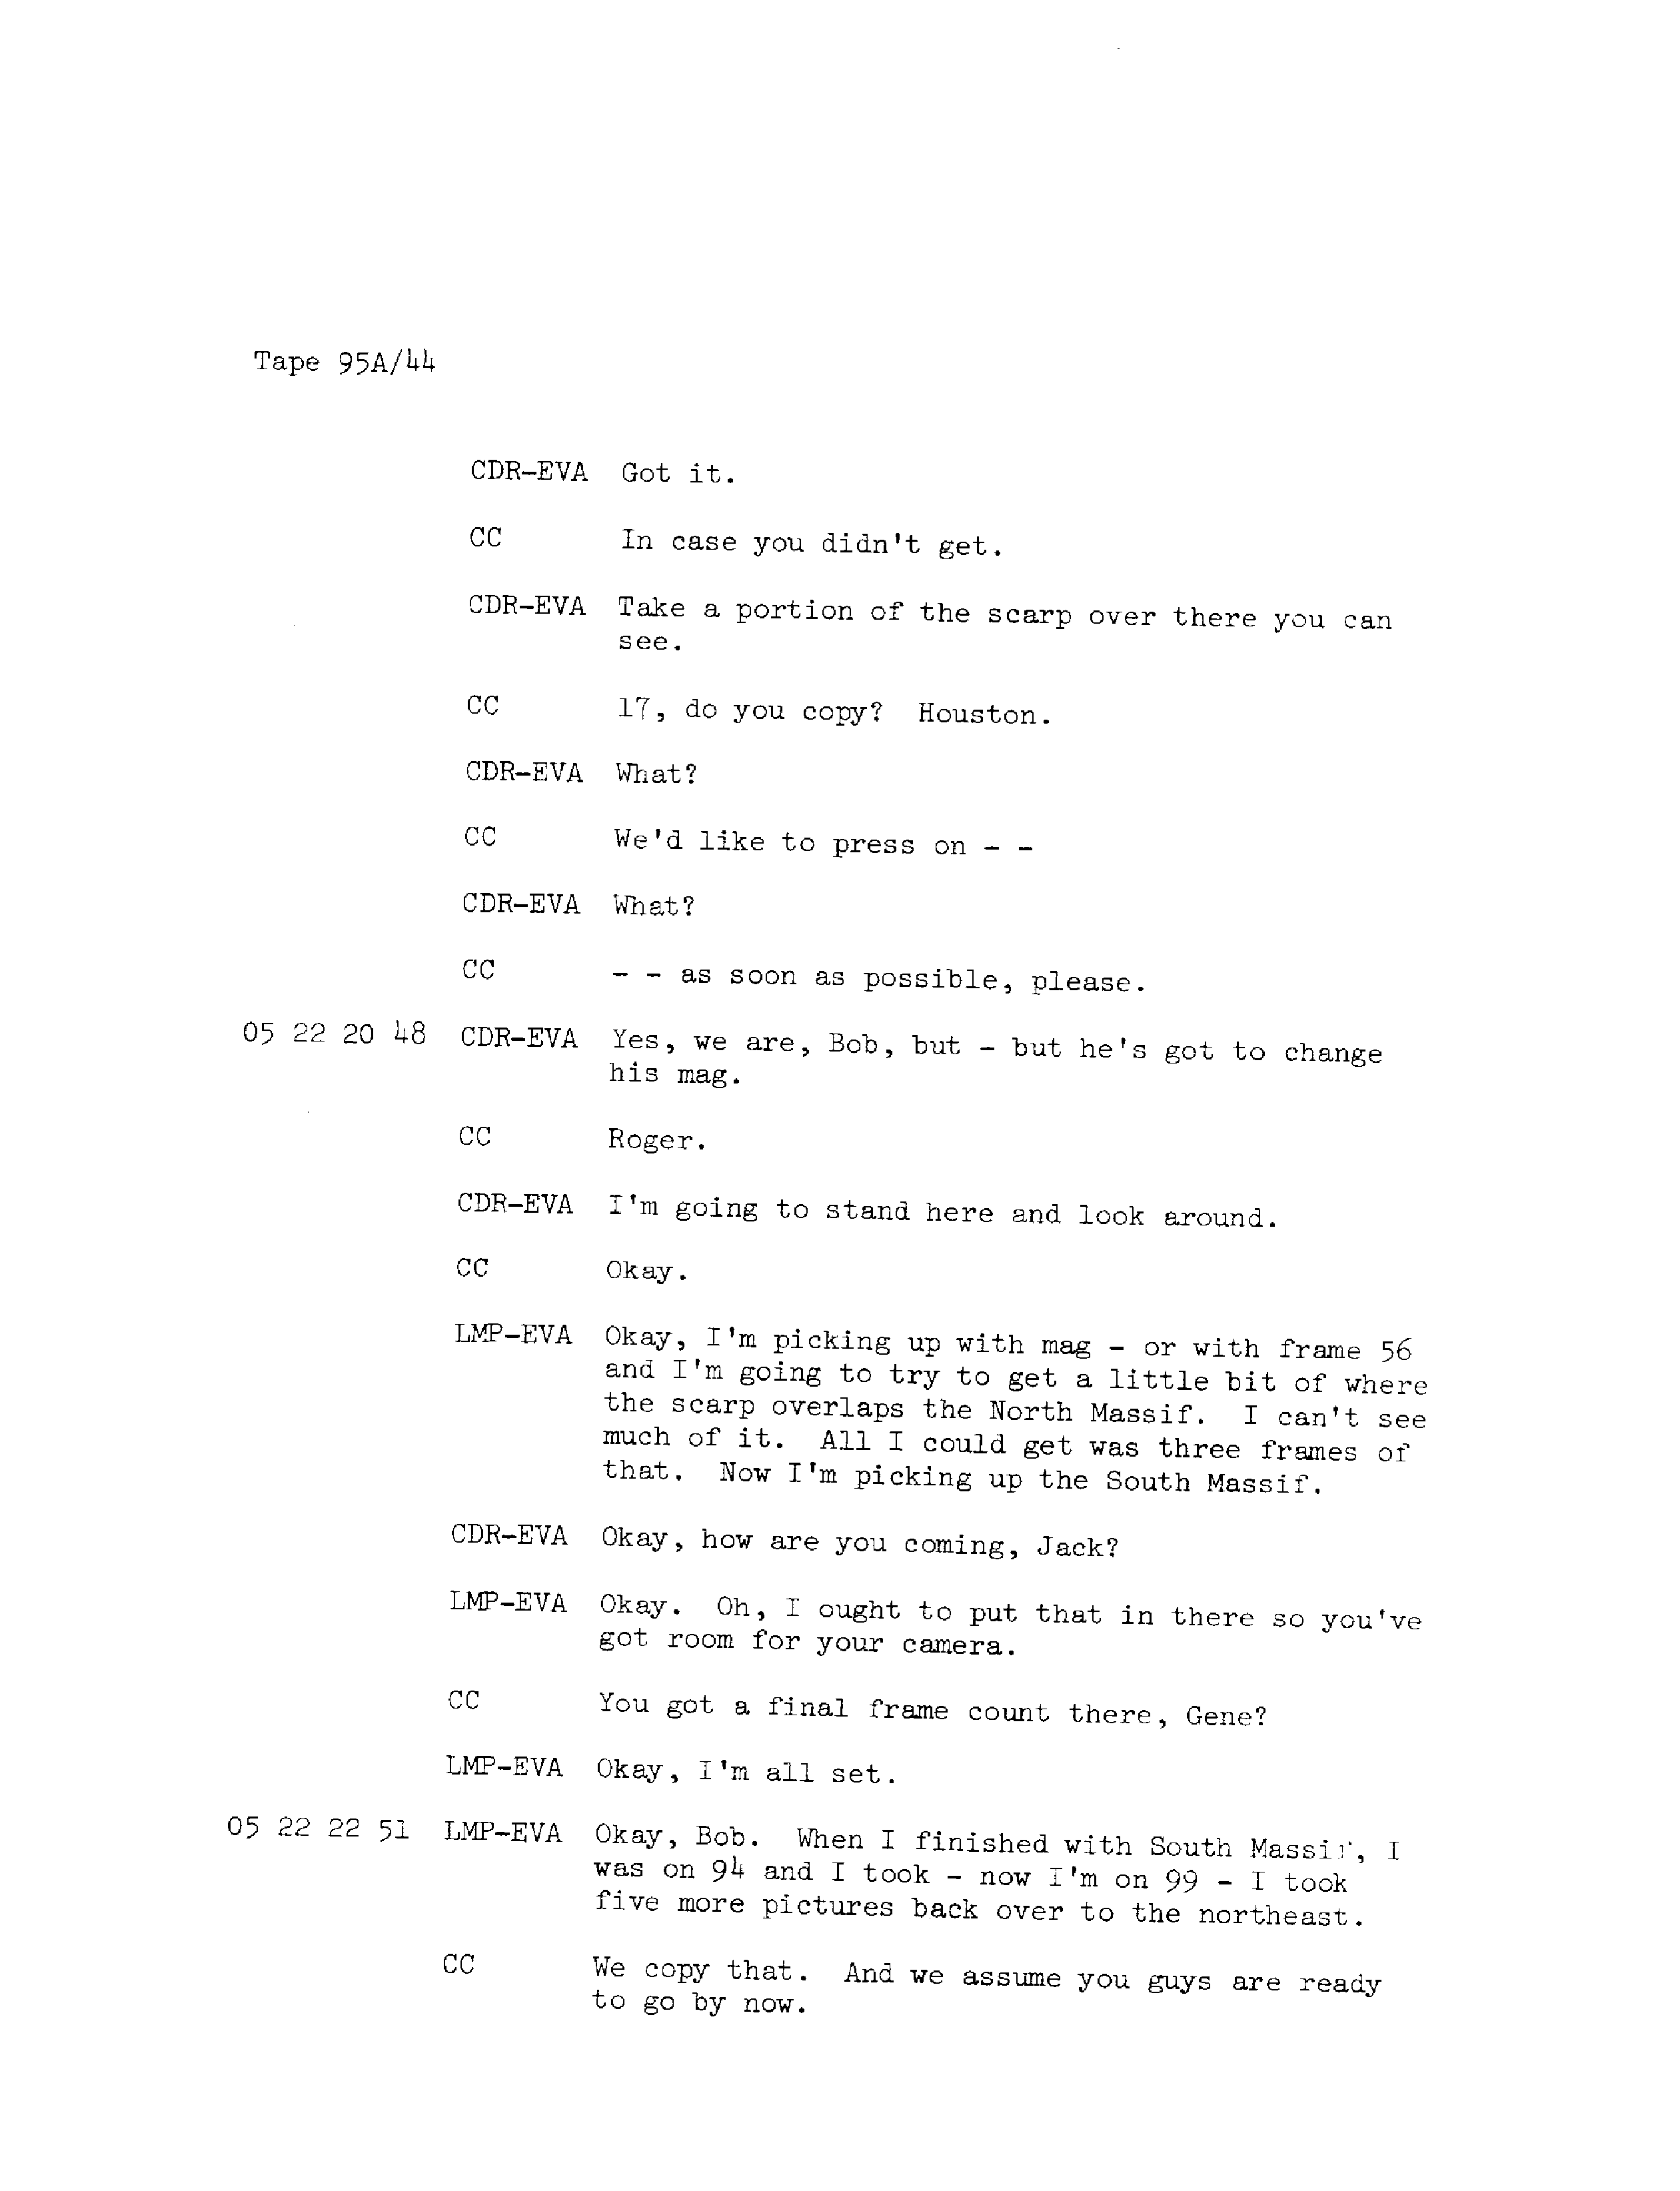 Tape 95A/44
CDR-EVA Got it.
CC In case you didn't get.
CDR-EVA Take a portion of the scarp over there you can
see.
CC 17, do you copy? Houston.
CDR-EVA What?
CC We'd like to press on - -
CDR-EVA What?
CC - - as soon as possible, please.
05 22 20 48 CDR-EVA Yes, we are, Bob, but - but he's got to change
his mag.
CC Roger.
CDR-EVA I'm going to stand here and look around.
CC Okay.
LMP-EVA Okay, I'm picking up with mag - or with frame 56
and I'm going to try to get a little bit of where
the scarp overlaps the North Massif. I can't see
much of it. All I could get was three frames of
that. Now I'm picking up the South Massif.
CDR-EVA Okay, how are you coming, Jack?
LMP-EVA Okay. Oh, I ought to put that in there so you've
got room for your camera.
CC You got a final frame count there, Gene?
LMP-EVA Okay, I'm all set.
05 22 22 51 LMP-EVA Okay, Bob. When I finished with South Massif, I
was on 94 and I took - now I'm on 99 - I took
five more pictures back over to the northeast.
CC We copy that. And we assume you guys are ready
to go by now.